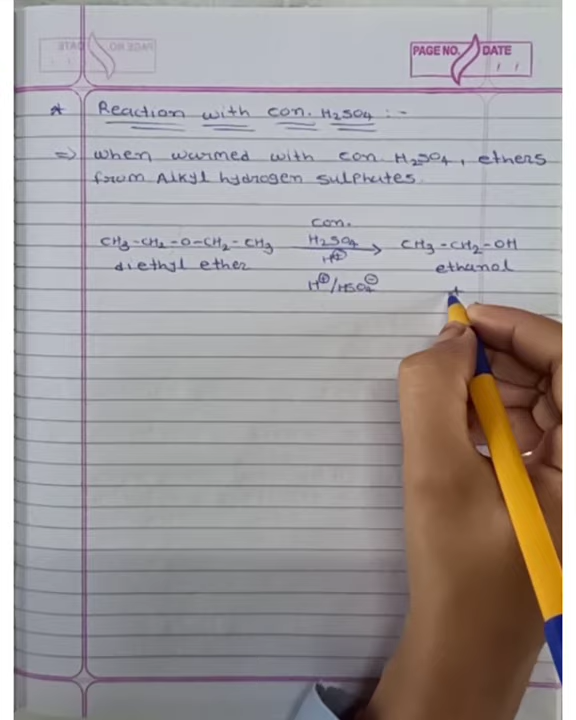 PAGE NO. DATE
* Reaction with con. H₂SO₄ :-
=> when warmed with con. H₂SO₄, ethers
from Alkyl hydrogen sulphates.
CH₃-CH₂-O-CH₂-CH₃ con. H₂SO₄ H⊕ → CH₃-CH₂-OH
diethyl ether H⊕/HSO₄⊖ ethanol
+